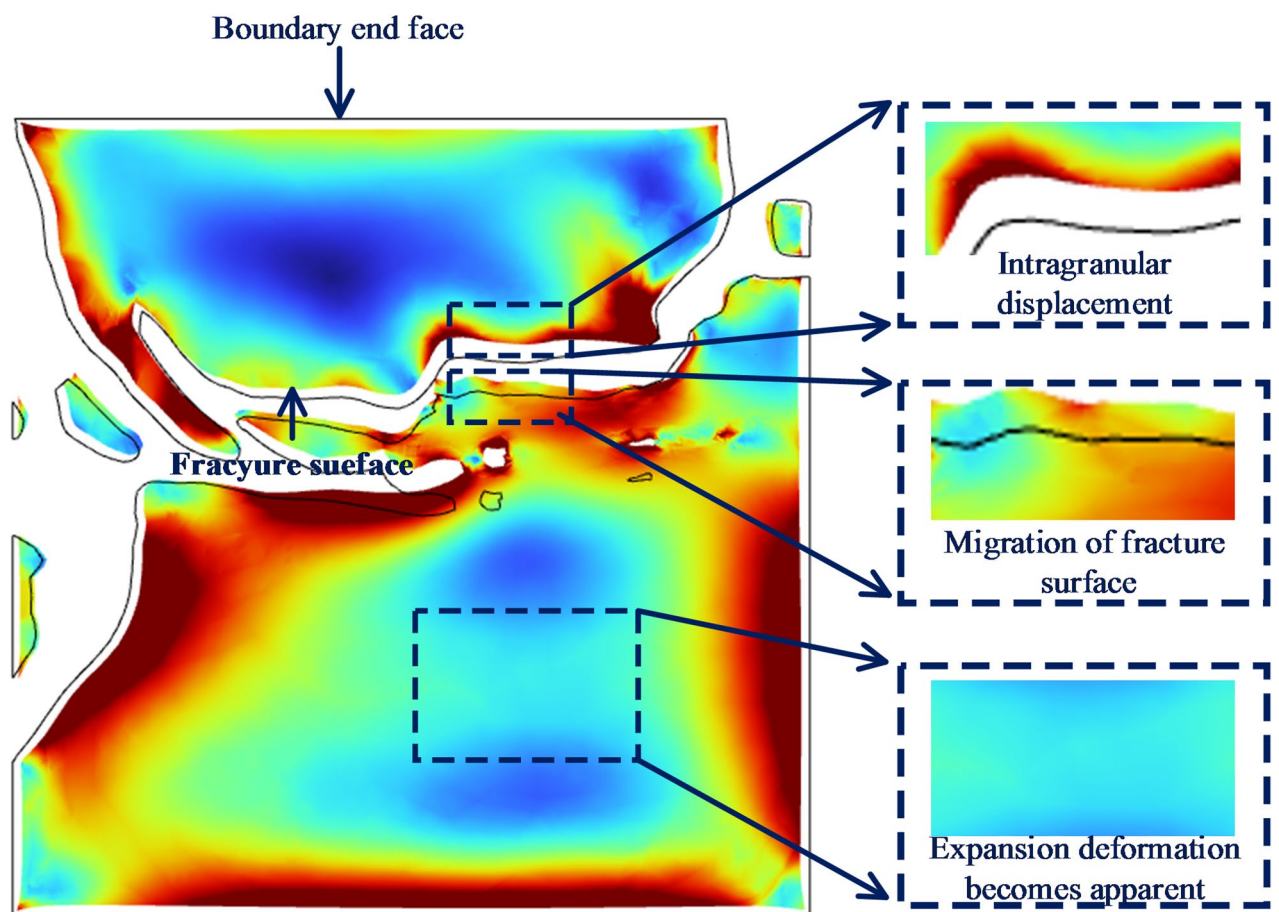 Boundary end face
Intragranular
displacement
Fracyure sueface
Migration of fracture
surface
Expansion deformation
becomes apparent